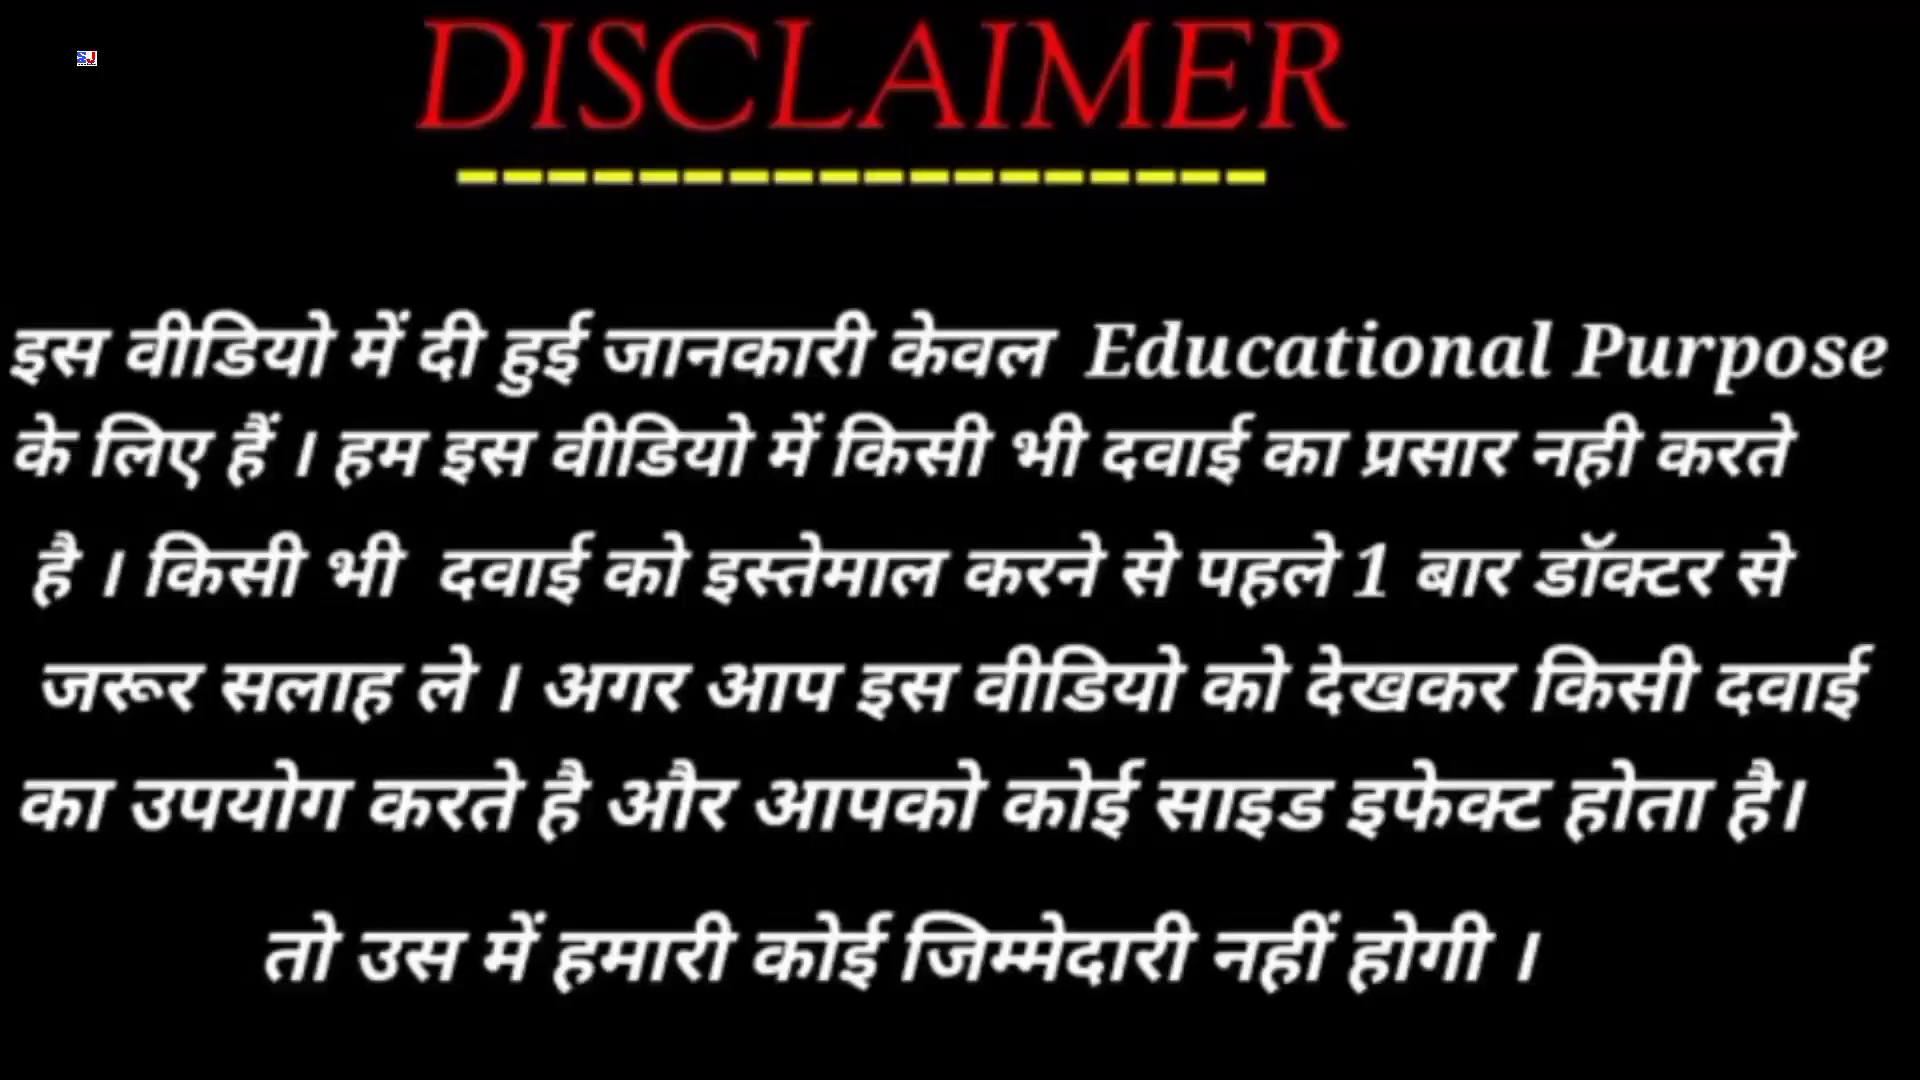 SJ
DISCLAIMER
इस वीडियो में दी हुई जानकारी केवल Educational Purpose
के लिए हैं । हम इस वीडियो में किसी भी दवाई का प्रसार नही करते
है । किसी भी दवाई को इस्तेमाल करने से पहले 1 बार डॉक्टर से
जरूर सलाह ले । अगर आप इस वीडियो को देखकर किसी दवाई
का उपयोग करते है और आपको कोई साइड इफेक्ट होता है।
तो उस में हमारी कोई जिम्मेदारी नहीं होगी ।